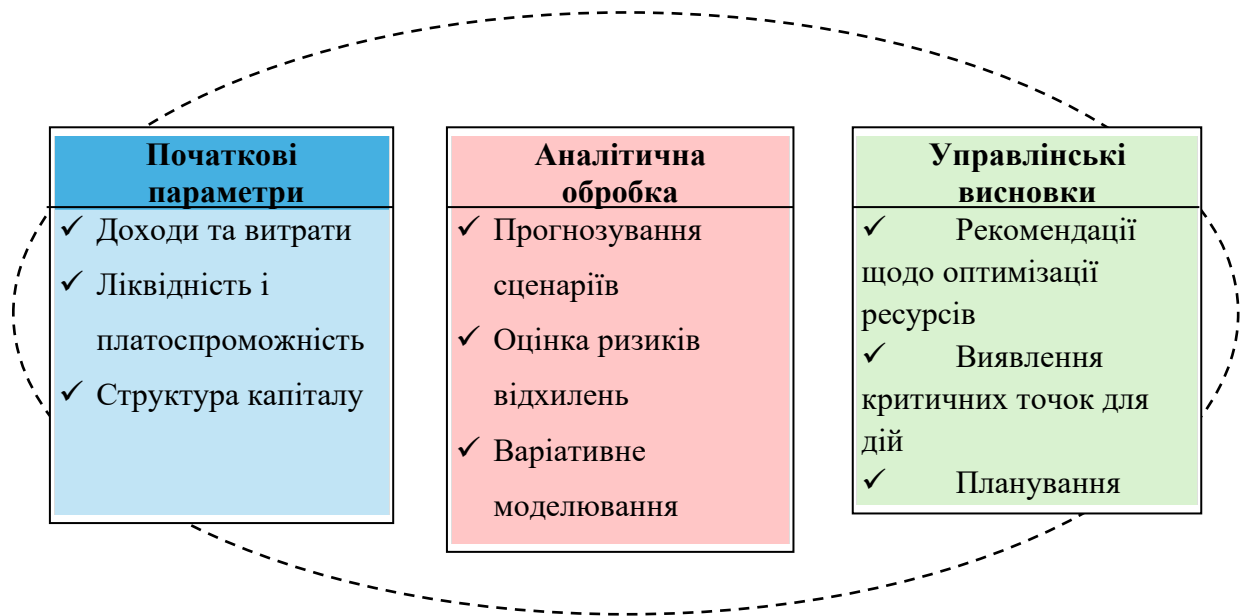 Початкові
параметри
✓ Доходи та витрати
✓ Ліквідність і
платоспроможність
✓ Структура капіталу
Аналітична
обробка
✓ Прогнозування
сценаріїв
✓ Оцінка ризиків
відхилень
✓ Варіативне
моделювання
Управлінські
висновки
✓ Рекомендації
щодо оптимізації
ресурсів
✓ Виявлення
критичних точок для
дій
✓ Планування